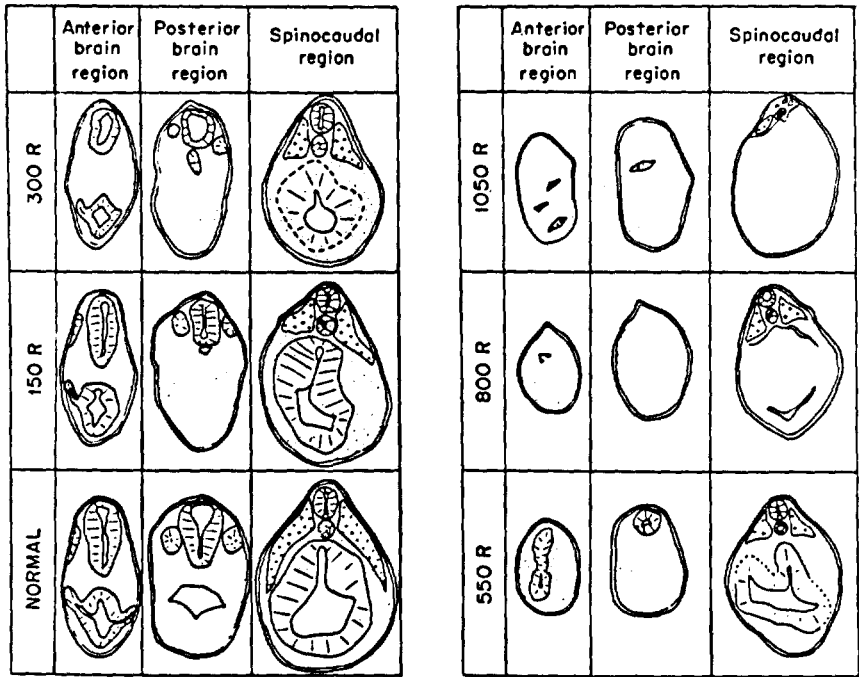 Anterior
brain
region
Posterior
brain
region
Spinocaudal
region
300 R
150 R
NORMAL
Anterior
brain
region
Posterior
brain
region
Spinocaudal
region
1050 R
800 R
550 R